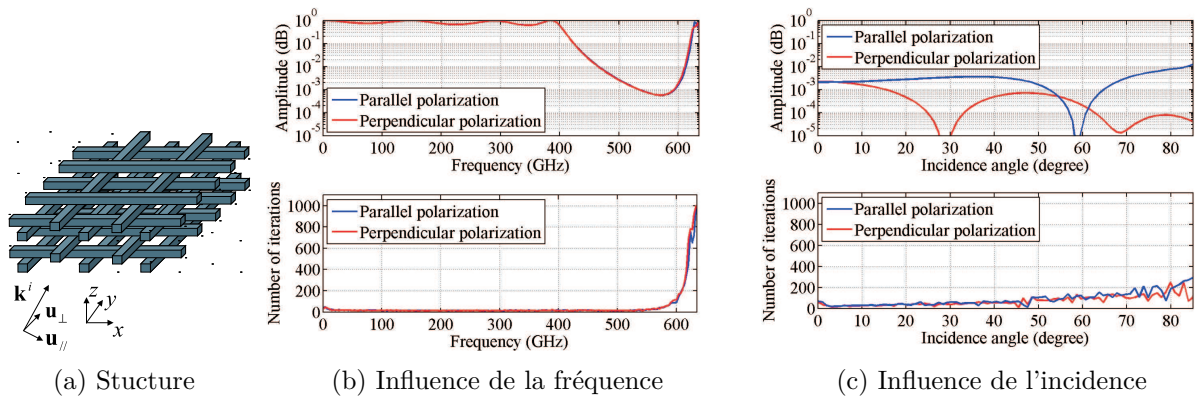 k^i
u_⊥
u_//
z
y
x
(a) Stucture
Amplitude (dB)
10^0
10^-1
10^-2
10^-3
10^-4
10^-5
Parallel polarization
Perpendicular polarization
0 100 200 300 400 500 600
Frequency (GHz)
Number of iterations
1000
800
600
400
200
0
Parallel polarization
Perpendicular polarization
0 100 200 300 400 500 600
Frequency (GHz)
(b) Influence de la fréquence
Amplitude (dB)
10^0
10^-1
10^-2
10^-3
10^-4
10^-5
Parallel polarization
Perpendicular polarization
0 10 20 30 40 50 60 70 80
Incidence angle (degree)
Number of iterations
1000
800
600
400
200
0
Parallel polarization
Perpendicular polarization
0 10 20 30 40 50 60 70 80
Incidence angle (degree)
(c) Influence de l'incidence